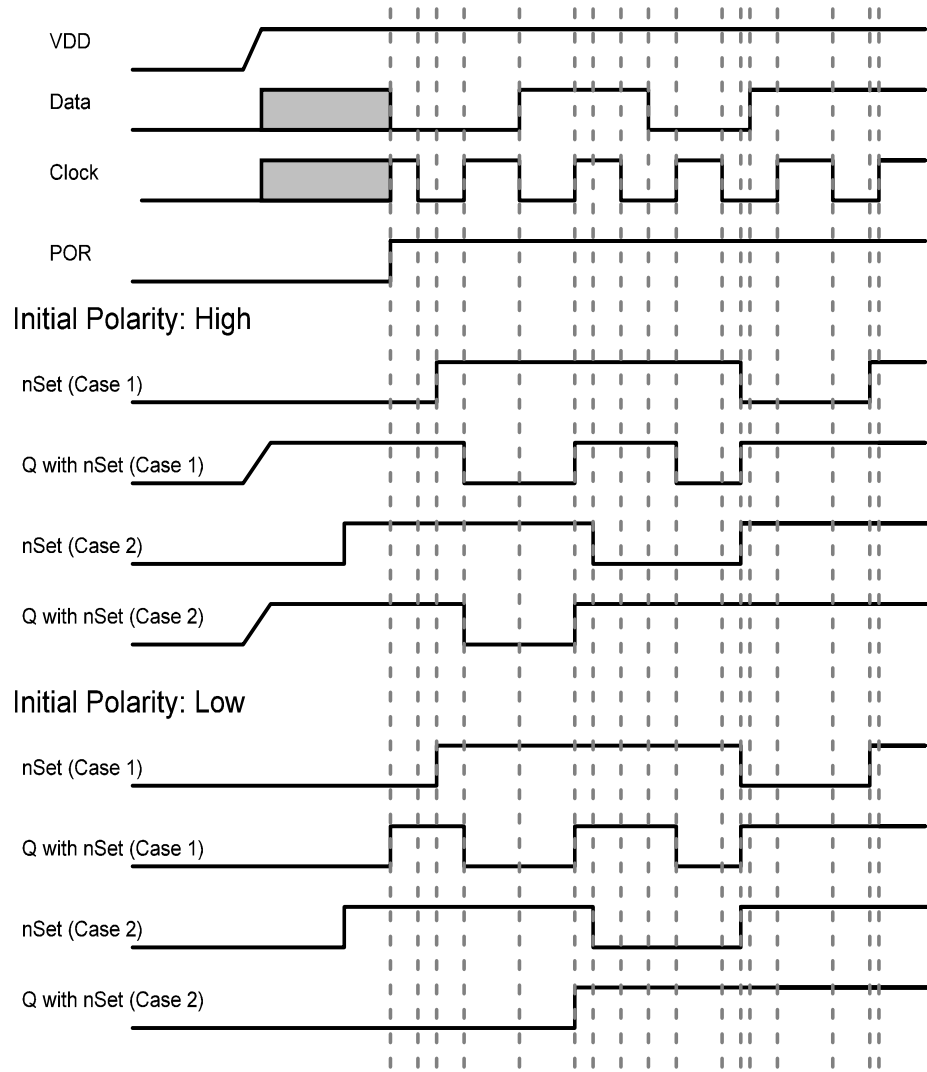 VDD
Data
Clock
POR
Initial Polarity: High
nSet (Case 1)
Q with nSet (Case 1)
nSet (Case 2)
Q with nSet (Case 2)
Initial Polarity: Low
nSet (Case 1)
Q with nSet (Case 1)
nSet (Case 2)
Q with nSet (Case 2)